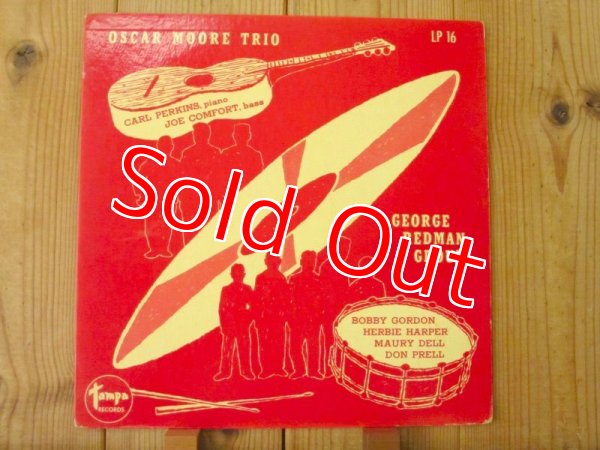 OSCAR MOORE TRIO
LP 16
CARL PERKINS, piano
JOE COMFORT, bass
Sold Out
GEORGE
REDMAN
BOBBY GORDON
HERBIE HARPER
MAURY DELL
DON PRELL
Tampa
RECORDS